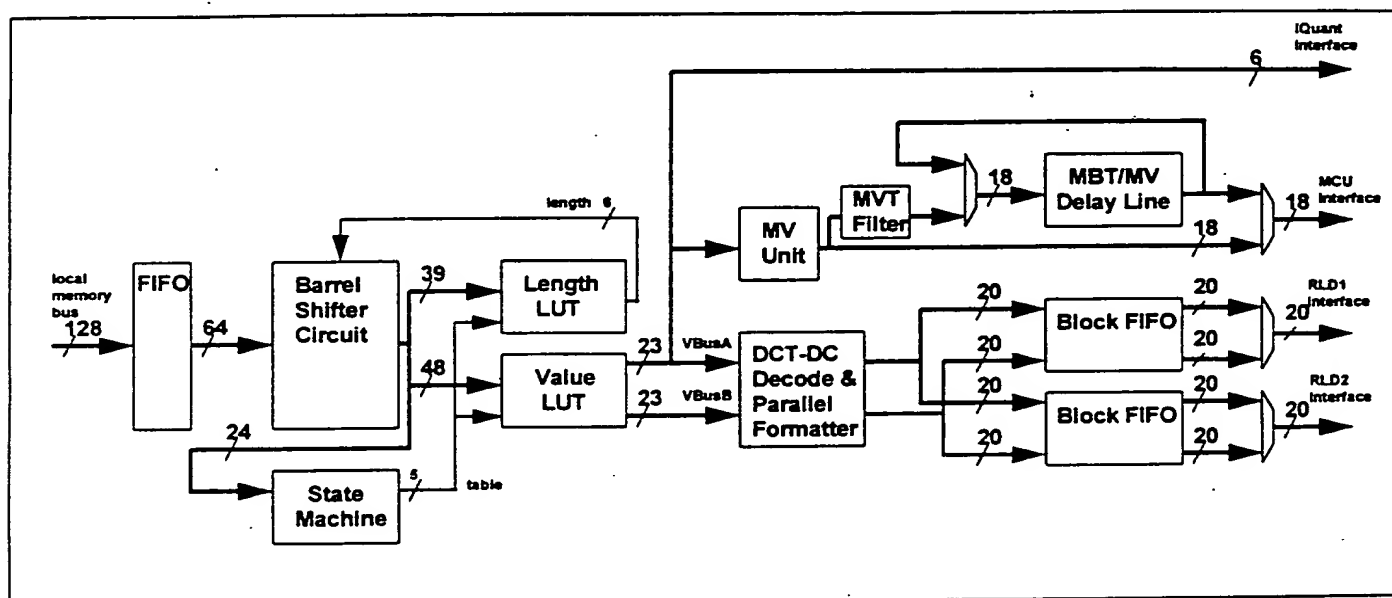 IQuant
Interface
6
18
MBT/MV
Delay Line
MCU
Interface
18
MVT
Filter
length 6
MV
Unit
18
local
memory
bus
128
FIFO
64
Barrel
Shifter
Circuit
39
Length
LUT
20
Block FIFO
20
RLD1
Interface
20
20
20
48
Value
LUT
23
VBusA
23
VBusB
DCT-DC
Decode &
Parallel
Formatter
20
Block FIFO
20
RLD2
Interface
20
20
20
24
State
Machine
5
table